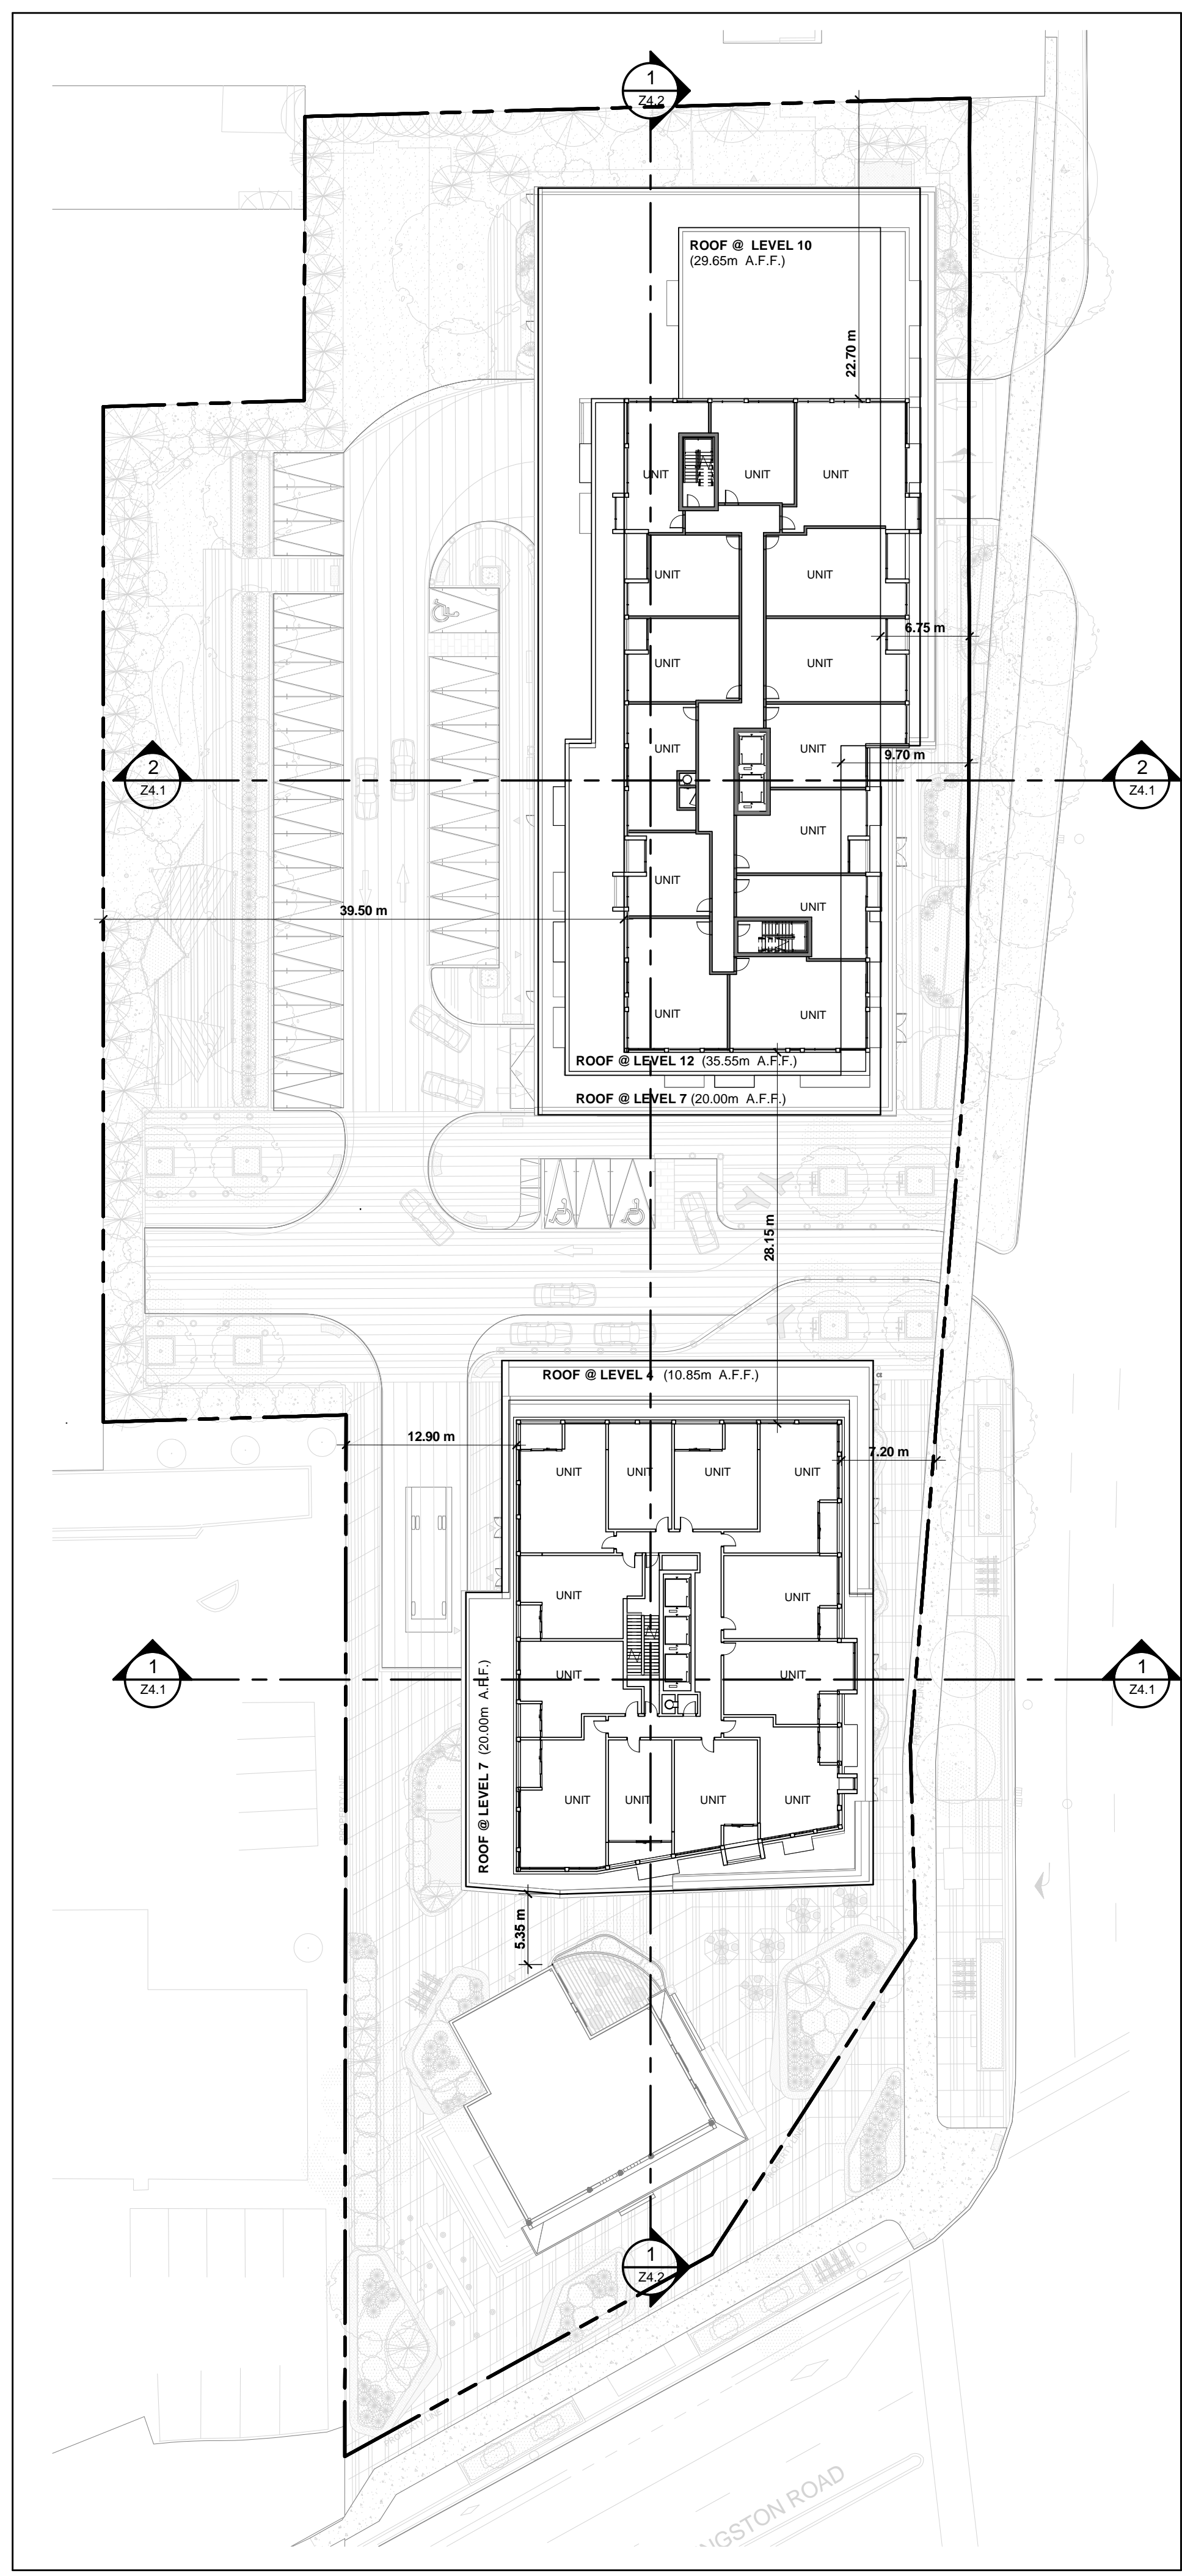 1
Z4.2
ROOF @ LEVEL 10
(29.65m A.F.F.)
22.70 m
UNIT UNIT UNIT
UNIT UNIT
6.75 m
UNIT UNIT
UNIT UNIT
9.70 m
2
Z4.1
2
Z4.1
UNIT
UNIT
UNIT
39.50 m
UNIT UNIT
ROOF @ LEVEL 12 (35.55m A.F.F.)
ROOF @ LEVEL 7 (20.00m A.F.F.)
28.15 m
ROOF @ LEVEL 4 (10.85m A.F.F.)
12.90 m
7.20 m
UNIT UNIT UNIT UNIT
UNIT UNIT
UNIT UNIT
1
Z4.1
1
Z4.1
ROOF @ LEVEL 7 (20.00m A.F.F.)
UNIT UNIT UNIT UNIT
5.35 m
1
Z4.2
NGSTON ROAD